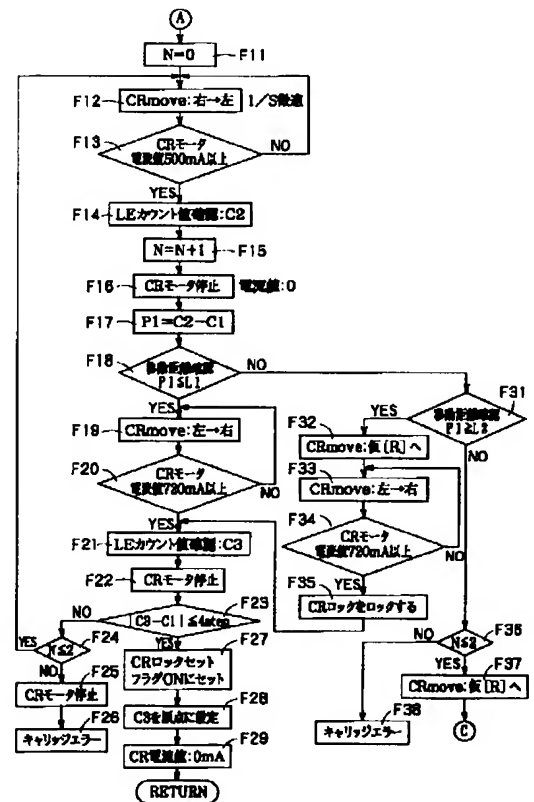 A
N=0
F11
F12
CRmove:右→左
1/S微速
F13
CRモータ
電流値500mA以上
NO
YES
F14
LEカウント値確認:C2
N=N+1
F15
F16
CRモータ停止
電流値:0
F17
P1=C2-C1
F18
移動距離確認
P1≦L1
NO
YES
F19
CRmove:左→右
F20
CRモータ
電流値720mA以上
NO
YES
F21
LEカウント値確認:C3
F22
CRモータ停止
F23
|C3-C1|≦4step
NO
YES
F24
N≦2
YES
NO
F25
CRモータ停止
F26
キャリッジエラー
F27
CRロックセット
フラグONにセット
F28
C3を原点に設定
F29
CR電流値:0mA
RETURN
F31
移動距離確認
P1≧L2
YES
NO
F32
CRmove:仮[R]へ
F33
CRmove:左→右
F34
CRモータ
電流値720mA以上
NO
YES
F35
CRロックをロックする
F36
NO
YES
F37
CRmove:仮[R]へ
F38
キャリッジエラー
C